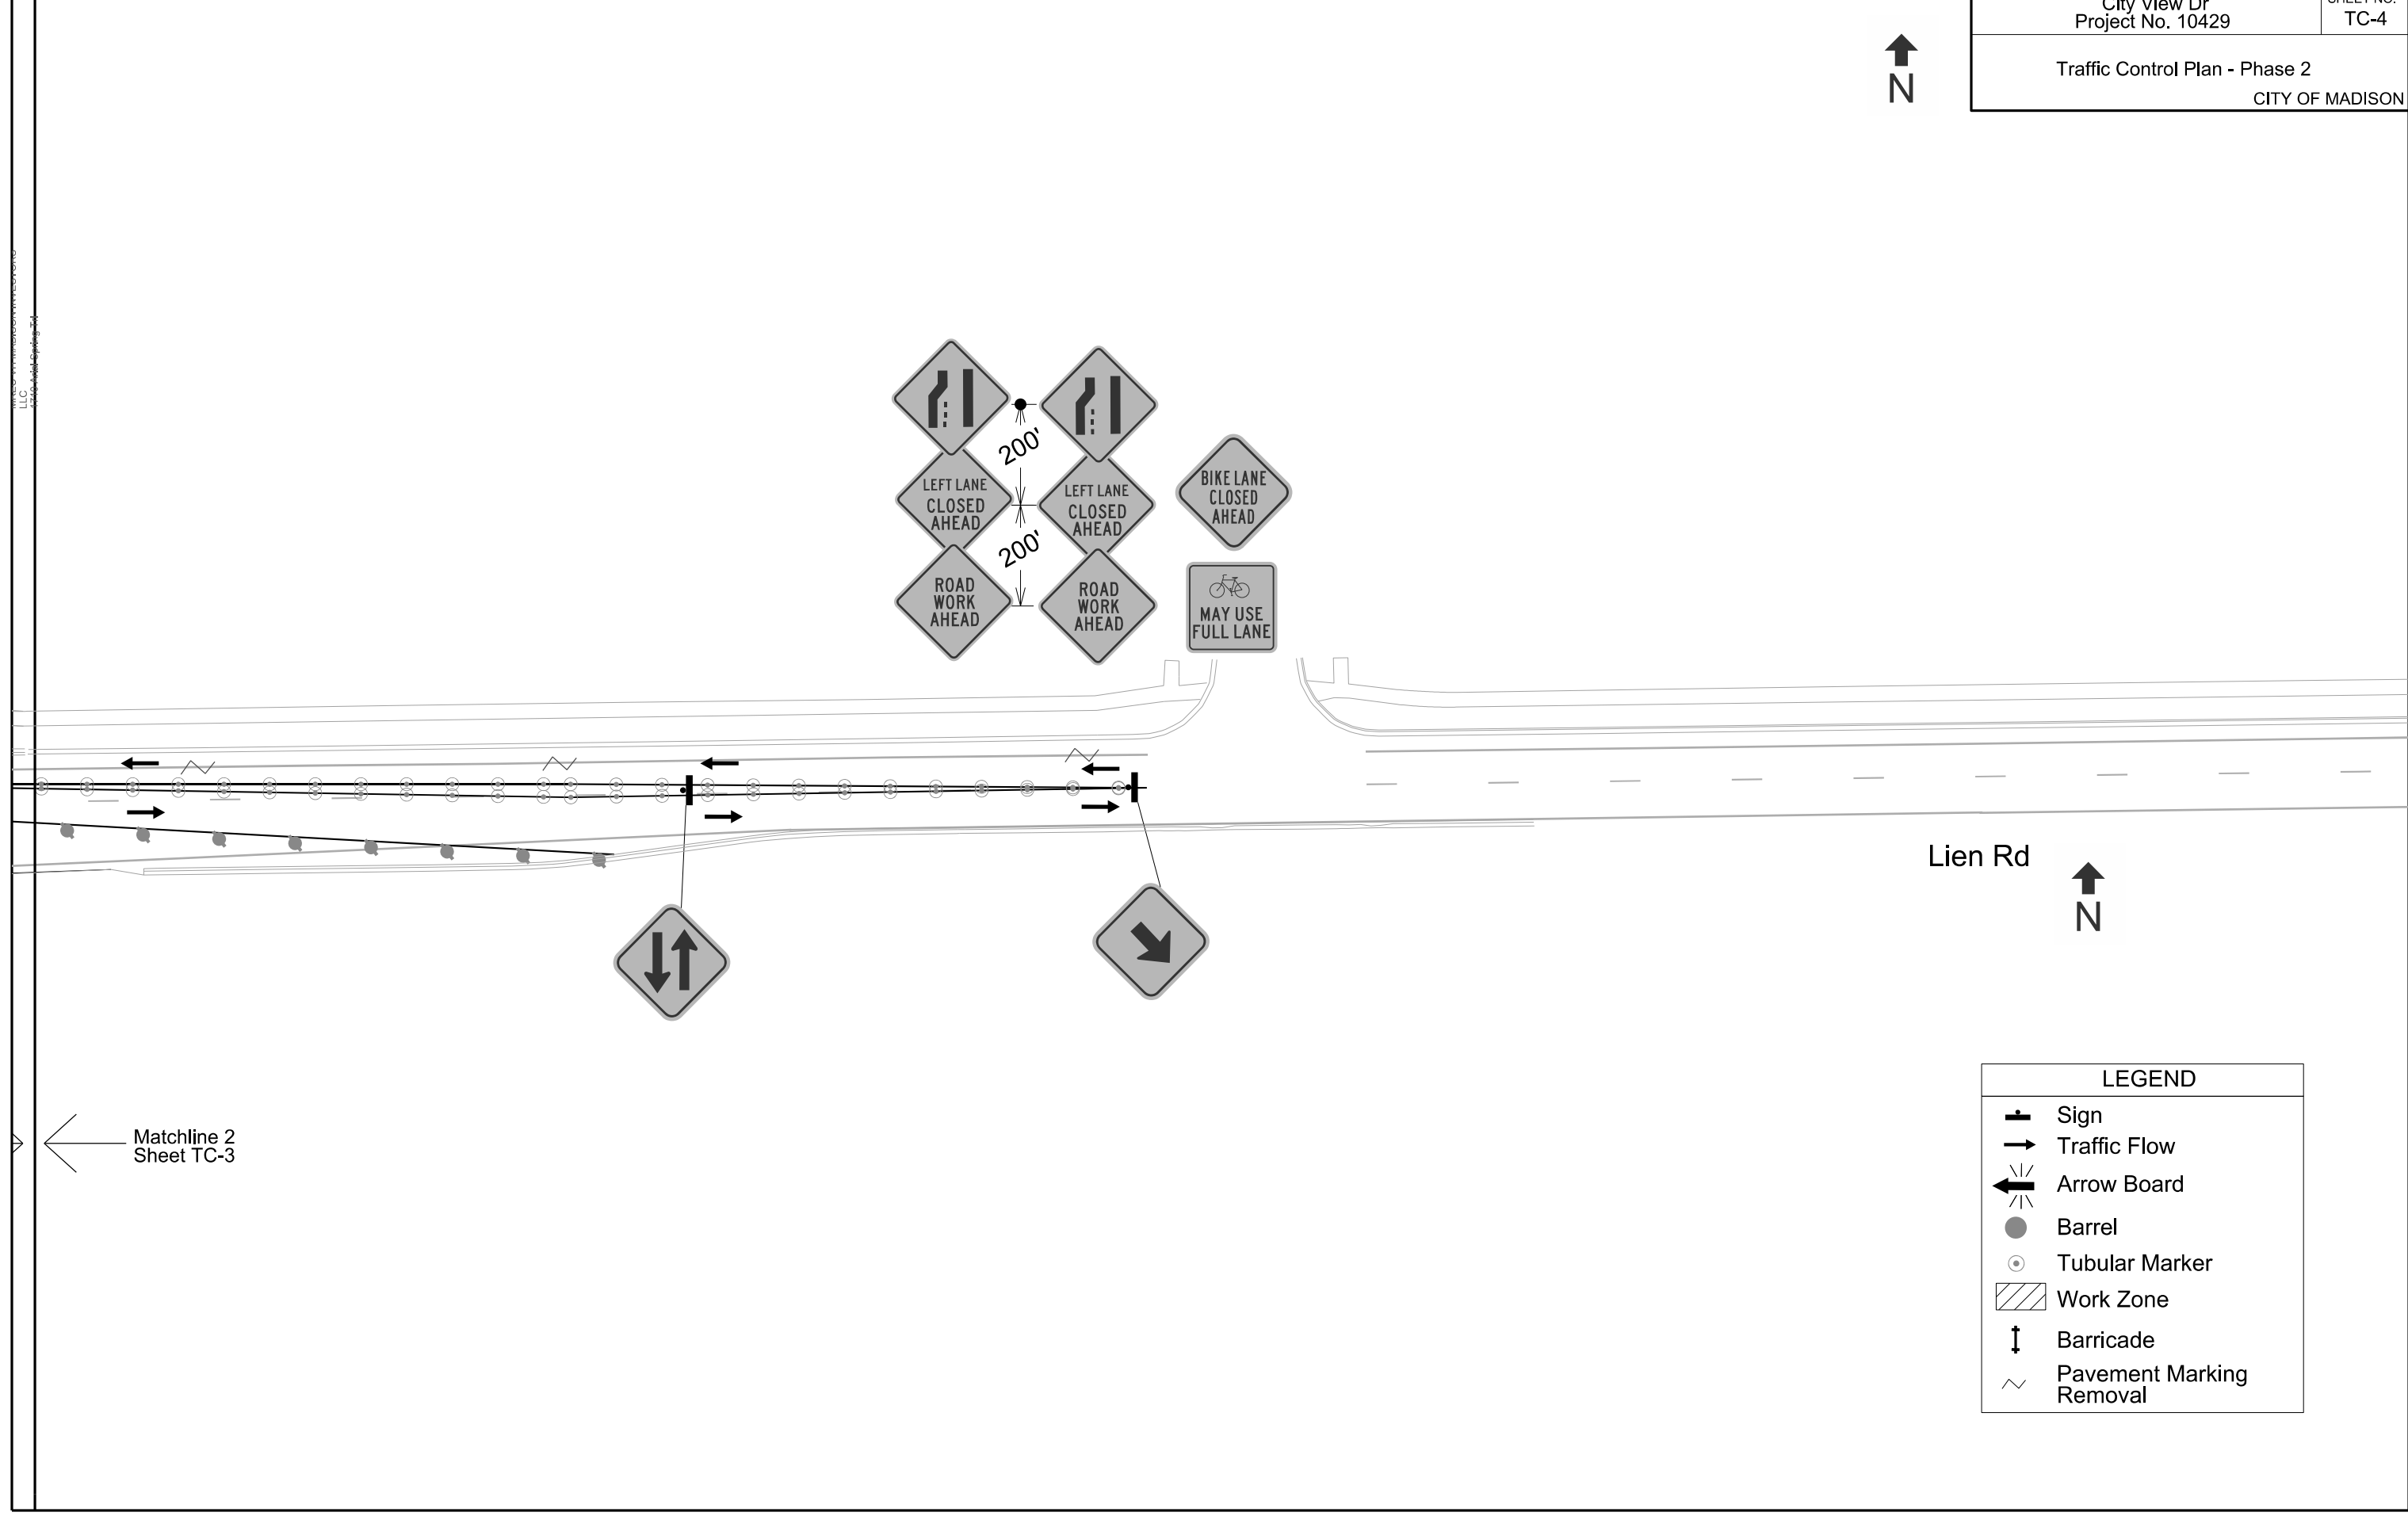 City View Dr
Project No. 10429
SHEET NO.
TC-4
Traffic Control Plan - Phase 2
CITY OF MADISON
N
LLC
LEFT LANE
CLOSED
AHEAD
ROAD
WORK
AHEAD
200'
200'
LEFT LANE
CLOSED
AHEAD
ROAD
WORK
AHEAD
BIKE LANE
CLOSED
AHEAD
MAY USE
FULL LANE
Lien Rd
N
Matchline 2
Sheet TC-3
LEGEND
Sign
Traffic Flow
Arrow Board
Barrel
Tubular Marker
Work Zone
Barricade
Pavement Marking
Removal